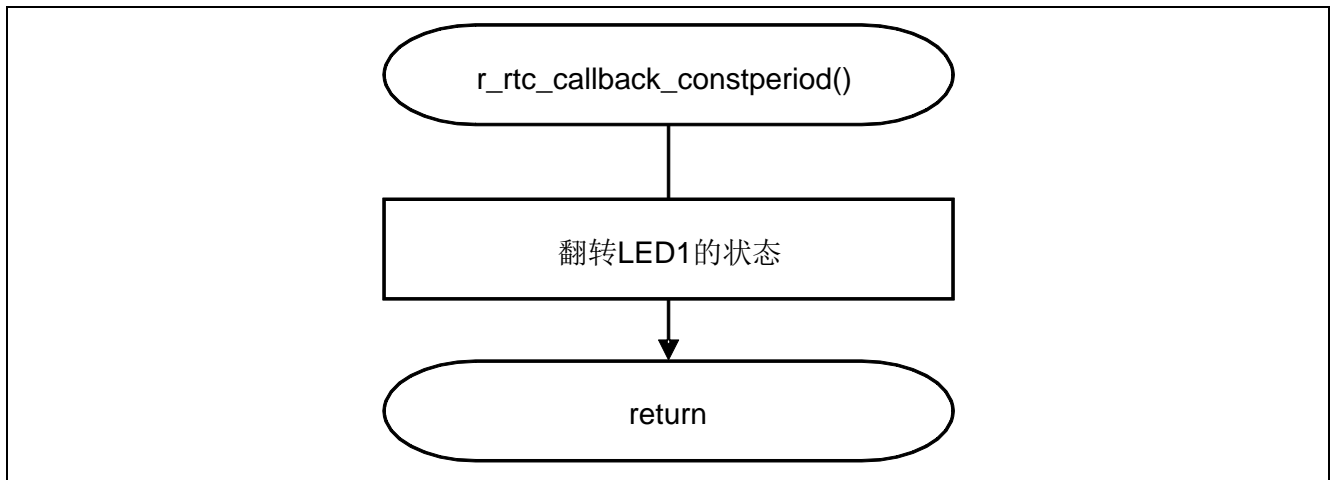 r_rtc_callback_constperiod()
翻转LED1的状态
return